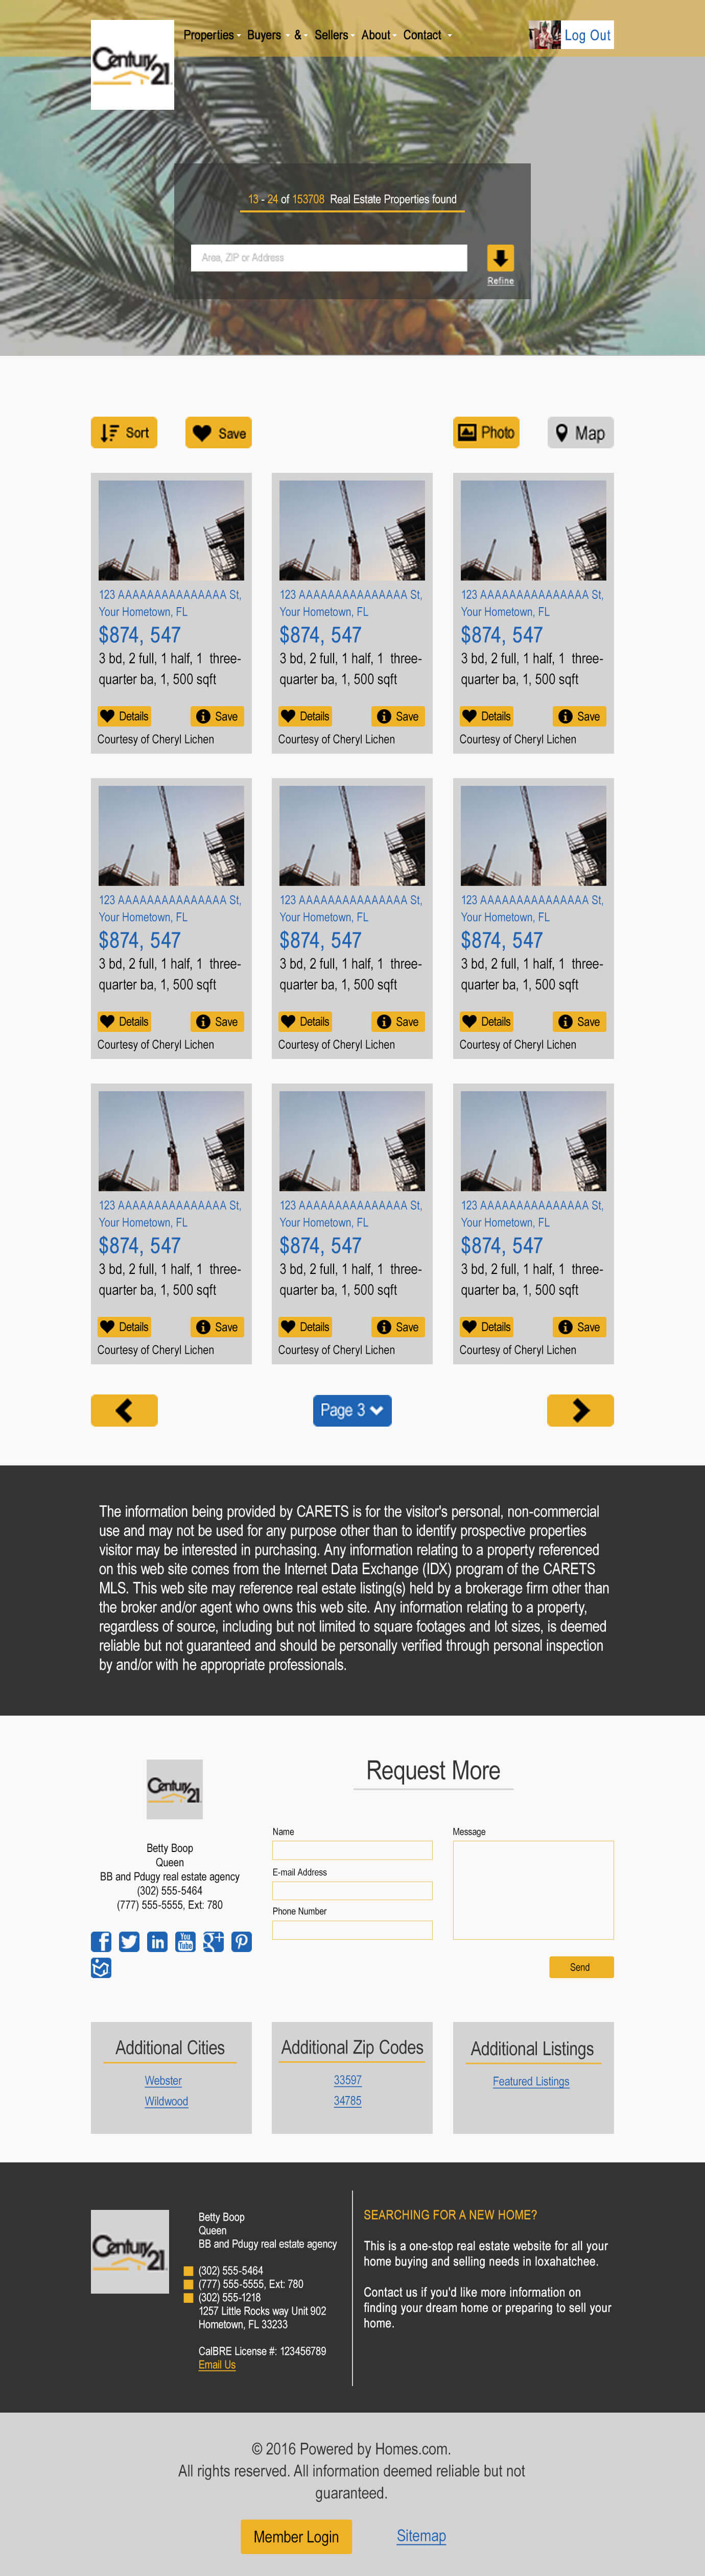 Century 21
Properties Buyers & Sellers About Contact
Log Out
13 - 24 of 153708 Real Estate Properties found
Area, ZIP or Address
Refine
Sort
Save
Photo
Map
123 AAAAAAAAAAAAAAA St,
Your Hometown, FL
$874, 547
3 bd, 2 full, 1 half, 1 three-
quarter ba, 1, 500 sqft
Details
Save
Courtesy of Cheryl Lichen
123 AAAAAAAAAAAAAAA St,
Your Hometown, FL
$874, 547
3 bd, 2 full, 1 half, 1 three-
quarter ba, 1, 500 sqft
Details
Save
Courtesy of Cheryl Lichen
123 AAAAAAAAAAAAAAA St,
Your Hometown, FL
$874, 547
3 bd, 2 full, 1 half, 1 three-
quarter ba, 1, 500 sqft
Details
Save
Courtesy of Cheryl Lichen
123 AAAAAAAAAAAAAAA St,
Your Hometown, FL
$874, 547
3 bd, 2 full, 1 half, 1 three-
quarter ba, 1, 500 sqft
Details
Save
Courtesy of Cheryl Lichen
123 AAAAAAAAAAAAAAA St,
Your Hometown, FL
$874, 547
3 bd, 2 full, 1 half, 1 three-
quarter ba, 1, 500 sqft
Details
Save
Courtesy of Cheryl Lichen
123 AAAAAAAAAAAAAAA St,
Your Hometown, FL
$874, 547
3 bd, 2 full, 1 half, 1 three-
quarter ba, 1, 500 sqft
Details
Save
Courtesy of Cheryl Lichen
123 AAAAAAAAAAAAAAA St,
Your Hometown, FL
$874, 547
3 bd, 2 full, 1 half, 1 three-
quarter ba, 1, 500 sqft
Details
Save
Courtesy of Cheryl Lichen
123 AAAAAAAAAAAAAAA St,
Your Hometown, FL
$874, 547
3 bd, 2 full, 1 half, 1 three-
quarter ba, 1, 500 sqft
Details
Save
Courtesy of Cheryl Lichen
123 AAAAAAAAAAAAAAA St,
Your Hometown, FL
$874, 547
3 bd, 2 full, 1 half, 1 three-
quarter ba, 1, 500 sqft
Details
Save
Courtesy of Cheryl Lichen
Page 3
The information being provided by CARETS is for the visitor's personal, non-commercial
use and may not be used for any purpose other than to identify prospective properties
visitor may be interested in purchasing. Any information relating to a property referenced
on this web site comes from the Internet Data Exchange (IDX) program of the CARETS
MLS. This web site may reference real estate listing(s) held by a brokerage firm other than
the broker and/or agent who owns this web site. Any information relating to a property,
regardless of source, including but not limited to square footages and lot sizes, is deemed
reliable but not guaranteed and should be personally verified through personal inspection
by and/or with he appropriate professionals.
Century 21
Betty Boop
Queen
BB and Pdugy real estate agency
(302) 555-5464
(777) 555-5555, Ext: 780
f
in
You Tube
g+
Request More
Name
E-mail Address
Phone Number
Message
Send
Additional Cities
Webster
Wildwood
Additional Zip Codes
33597
34785
Additional Listings
Featured Listings
Century 21
Betty Boop
Queen
BB and Pdugy real estate agency
(302) 555-5464
(777) 555-5555, Ext: 780
(302) 555-1218
1257 Little Rocks way Unit 902
Hometown, FL 33233
CalBRE License #: 123456789
Email Us
SEARCHING FOR A NEW HOME?
This is a one-stop real estate website for all your
home buying and selling needs in loxahatchee.
Contact us if you'd like more information on
finding your dream home or preparing to sell your
home.
© 2016 Powered by Homes.com.
All rights reserved. All information deemed reliable but not
guaranteed.
Member Login
Sitemap